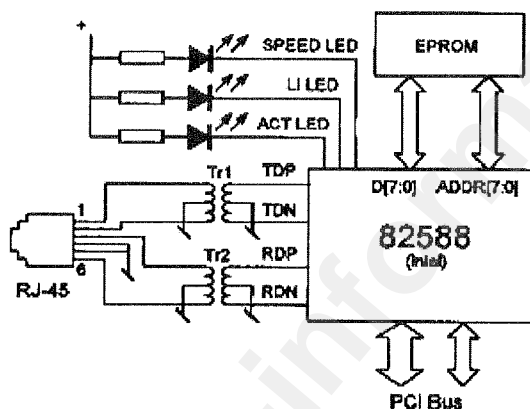 +
SPEED LED
LI LED
ACT LED
EPROM
Tr1
TDP
TDN
D[7:0] ADDR[7:0]
82588
(Intel)
1
6
RJ-45
Tr2
RDP
RDN
PCI Bus